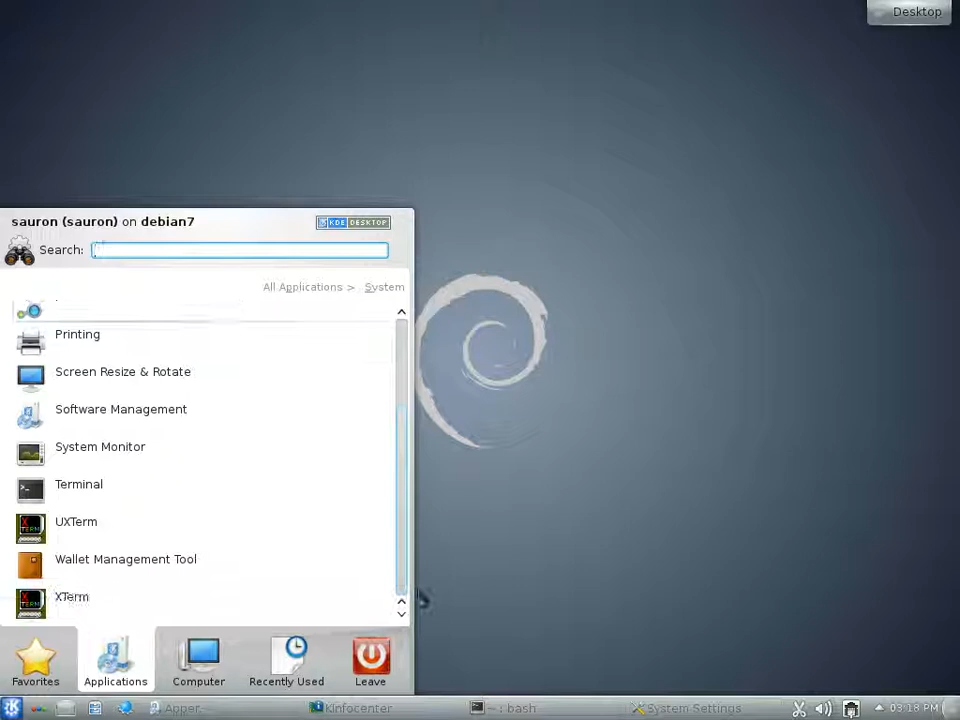 Desktop
sauron (sauron) on debian7
KDE DESKTOP
Search:
All Applications > System
Printing
Screen Resize & Rotate
Software Management
System Monitor
Terminal
UXTerm
Wallet Management Tool
XTerm
Favorites
Applications
Computer
Recently Used
Leave
Apper
KInfocenter
~ : bash
System Settings
03:18 PM